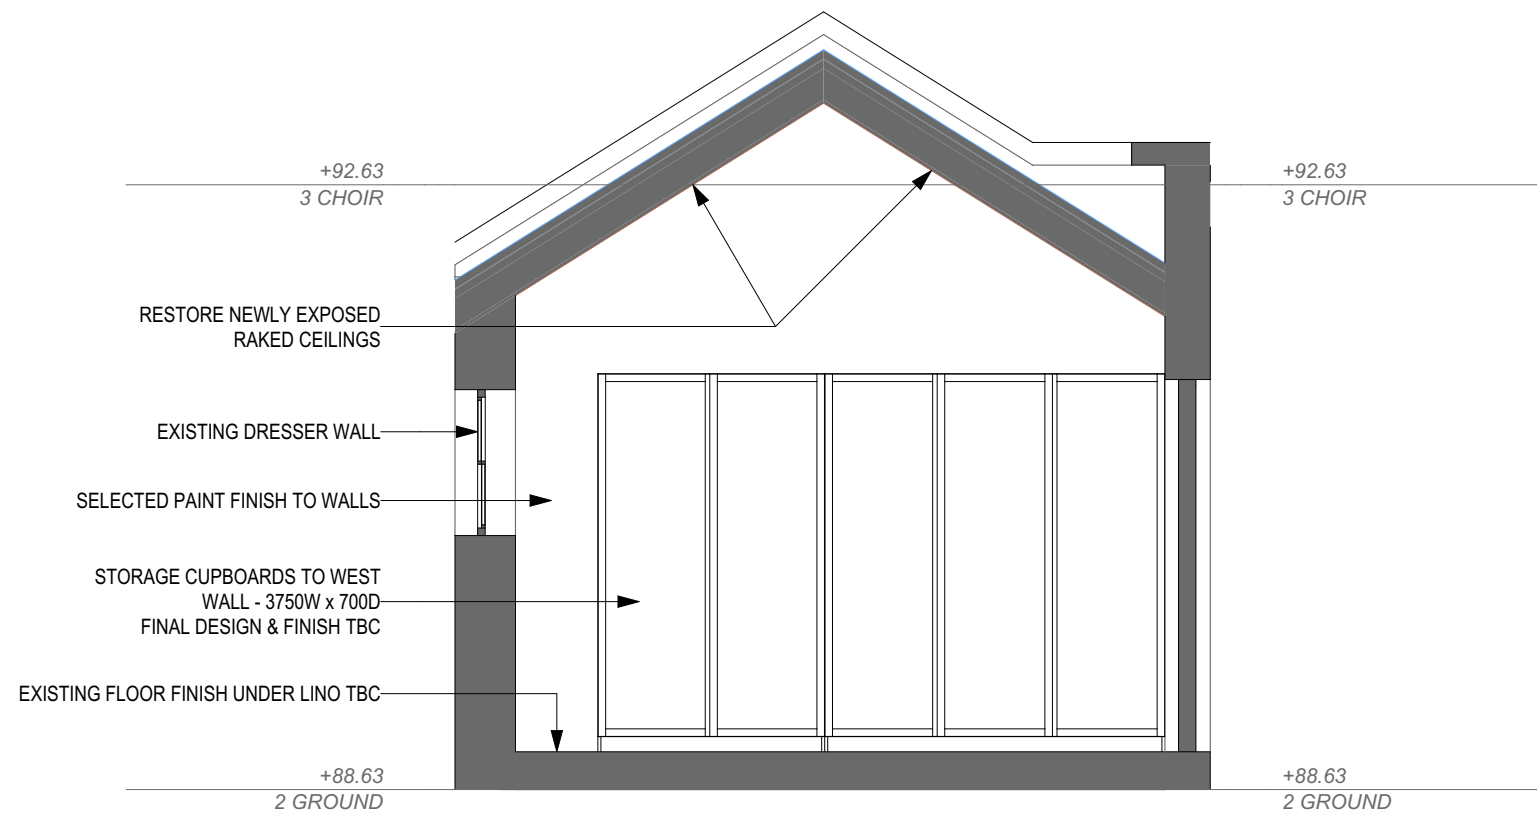 +92.63
3 CHOIR
+92.63
3 CHOIR
RESTORE NEWLY EXPOSED
RAKED CEILINGS
EXISTING DRESSER WALL
SELECTED PAINT FINISH TO WALLS
STORAGE CUPBOARDS TO WEST
WALL - 3750W x 700D
FINAL DESIGN & FINISH TBC
EXISTING FLOOR FINISH UNDER LINO TBC
+88.63
2 GROUND
+88.63
2 GROUND